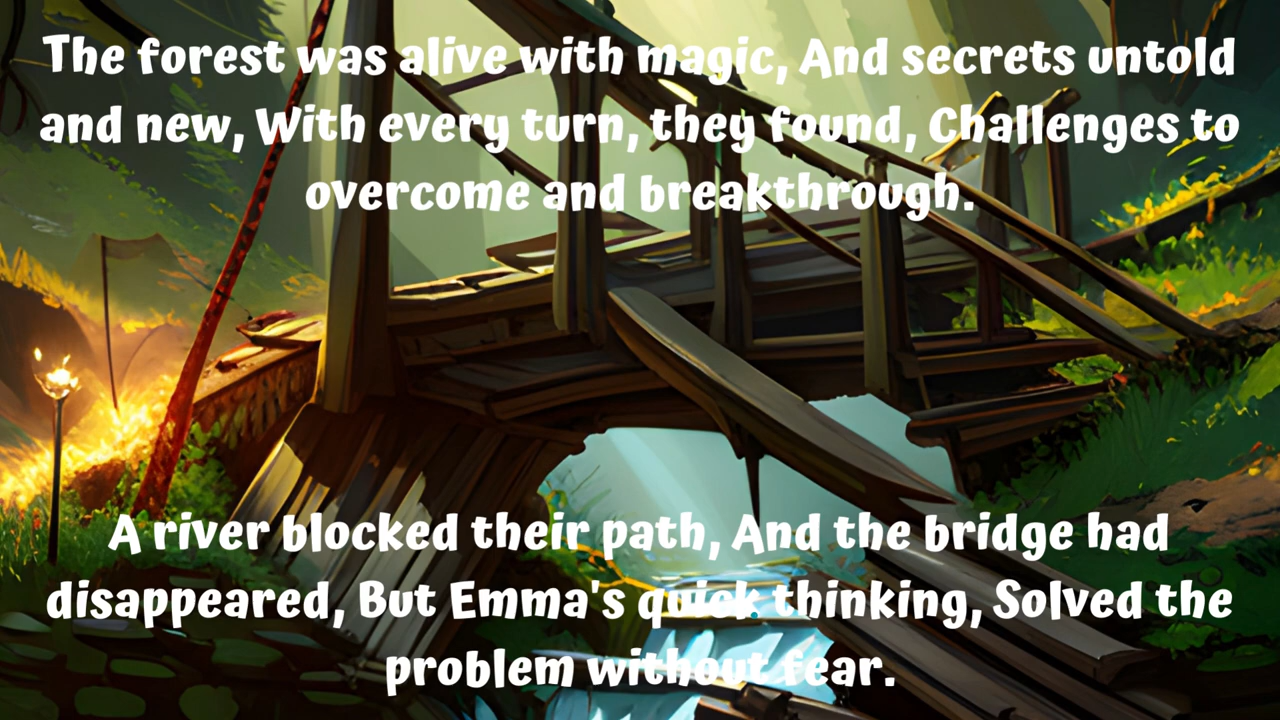 The forest was alive with magic, And secrets untold
and new, With every turn, they found, Challenges to
overcome and breakthrough.
A river blocked their path, And the bridge had
disappeared, But Emma's quick thinking, Solved the
problem without fear.